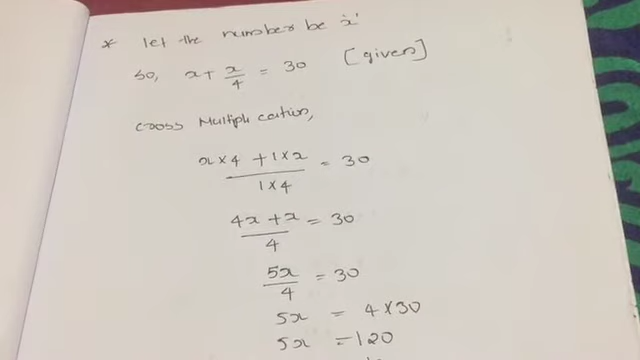 * let the number be 'x'
So, x + x/4 = 30 [given]
Cross Multiplication,
x×4 + 1×x / 1×4 = 30
4x + x / 4 = 30
5x/4 = 30
5x = 4×30
5x = 120